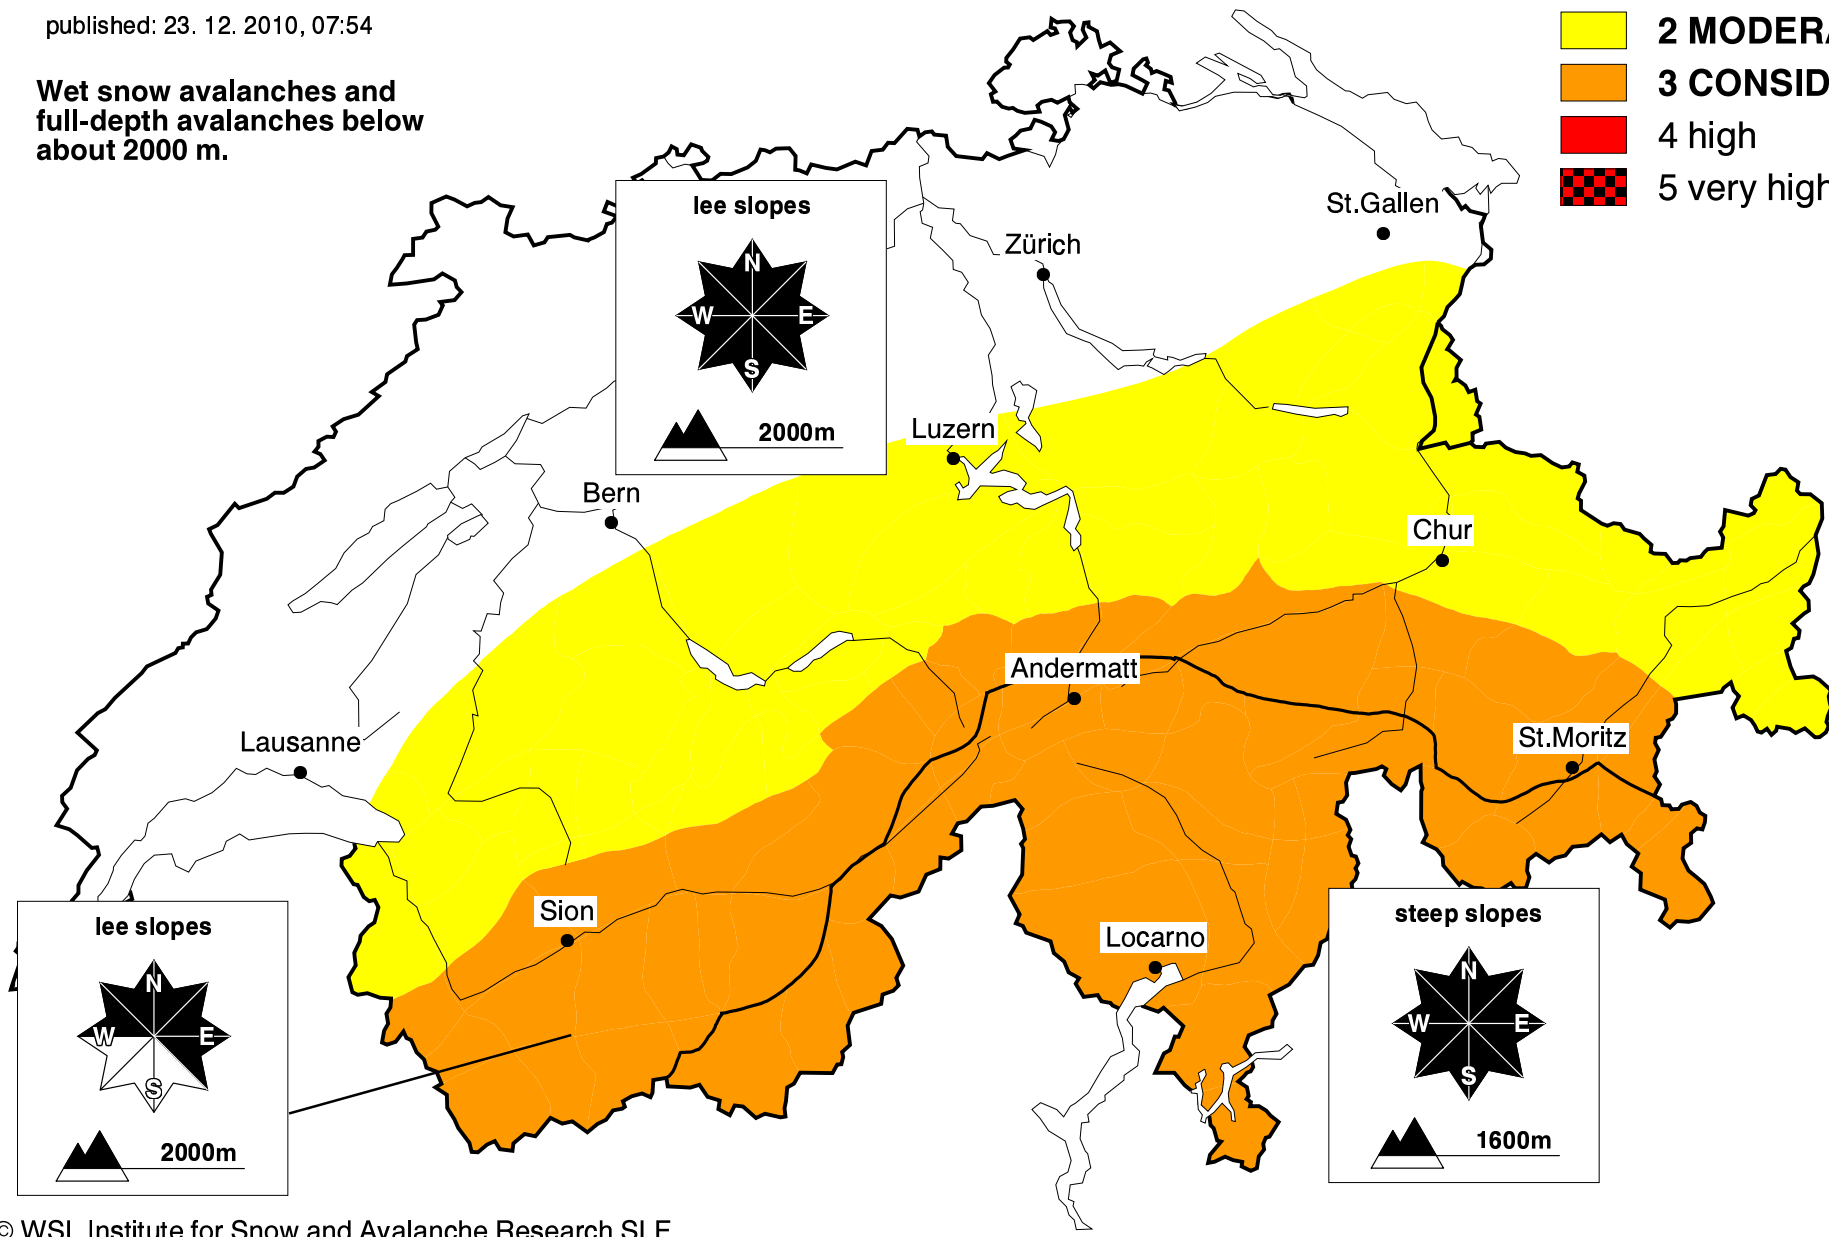 published: 23. 12. 2010, 07:54
Wet snow avalanches and
full-depth avalanches below
about 2000 m.
2 MODERA
3 CONSID
4 high
5 very high
lee slopes
N
W E
S
2000m
St.Gallen
Zürich
Luzern
Bern
Chur
Andermatt
Lausanne
St.Moritz
Sion
Locarno
lee slopes
N
W E
S
2000m
steep slopes
N
W E
S
1600m
© WSL Institute for Snow and Avalanche Research SLF